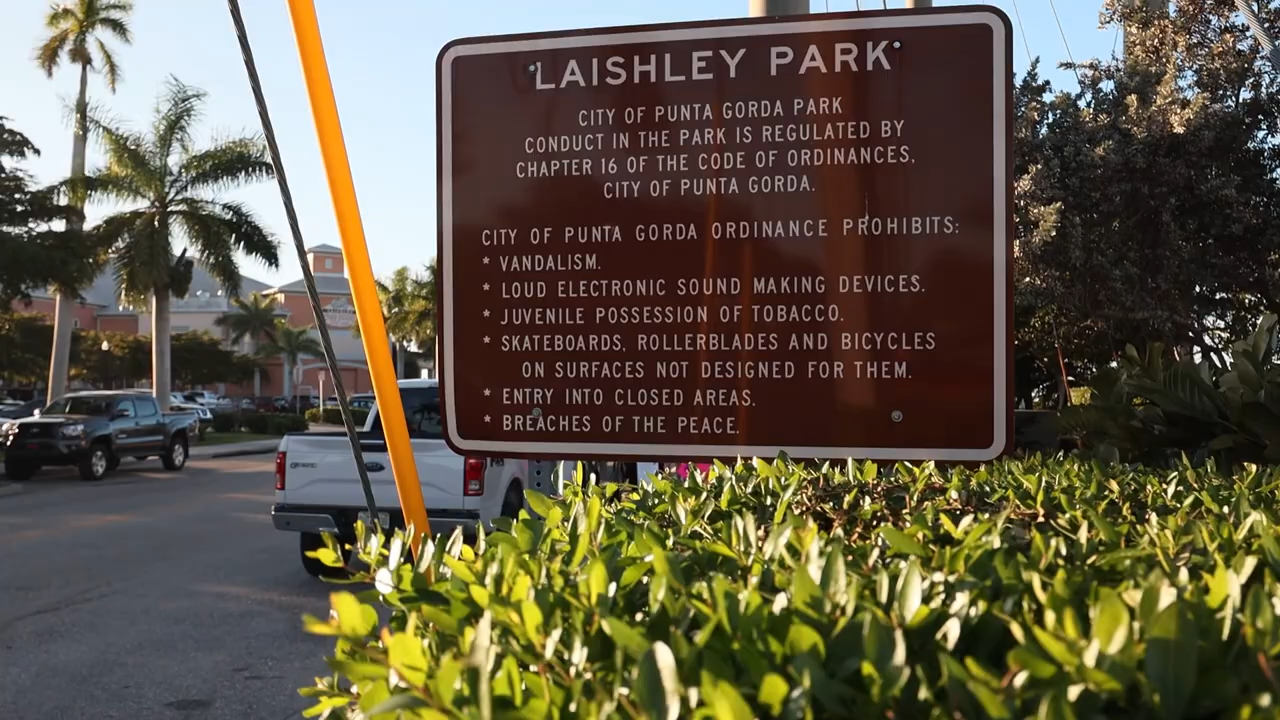 LAISHLEY PARK
CITY OF PUNTA GORDA PARK
CONDUCT IN THE PARK IS REGULATED BY
CHAPTER 16 OF THE CODE OF ORDINANCES,
CITY OF PUNTA GORDA.
CITY OF PUNTA GORDA ORDINANCE PROHIBITS:
* VANDALISM.
* LOUD ELECTRONIC SOUND MAKING DEVICES.
* JUVENILE POSSESSION OF TOBACCO.
* SKATEBOARDS, ROLLERBLADES AND BICYCLES
ON SURFACES NOT DESIGNED FOR THEM.
* ENTRY INTO CLOSED AREAS.
* BREACHES OF THE PEACE.